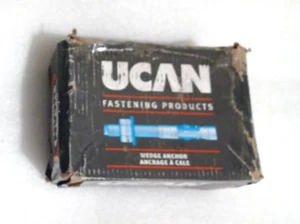 UCAN
FASTENING PRODUCTS
WEDGE ANCHOR
ANCRAGE À CALE